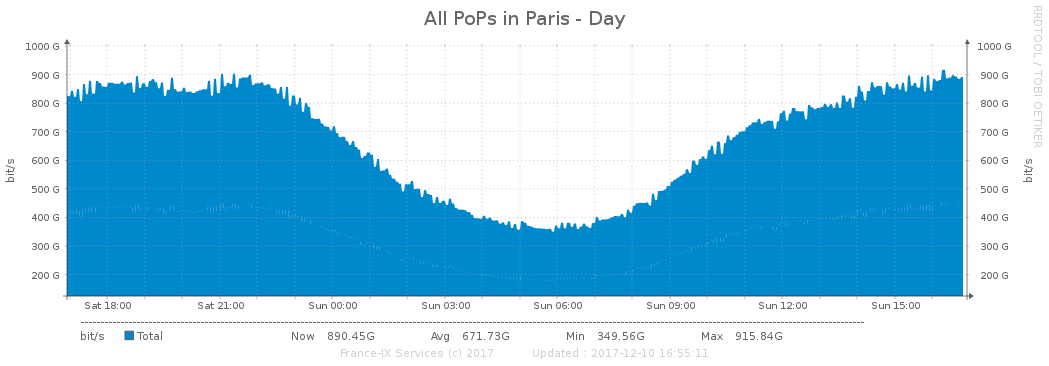 All PoPs in Paris - Day
RRDTOOL / TOBI OETIKER
bit/s
1000 G
900 G
800 G
700 G
600 G
500 G
400 G
300 G
200 G
1000 G
900 G
800 G
700 G
600 G
500 G
400 G
300 G
200 G
bit/s
Sat 18:00 Sat 21:00 Sun 00:00 Sun 03:00 Sun 06:00 Sun 09:00 Sun 12:00 Sun 15:00
bit/s Total Now 890.45G Avg 671.73G Min 349.56G Max 915.84G
France-IX Services (c) 2017 Updated : 2017-12-10 16:55:11